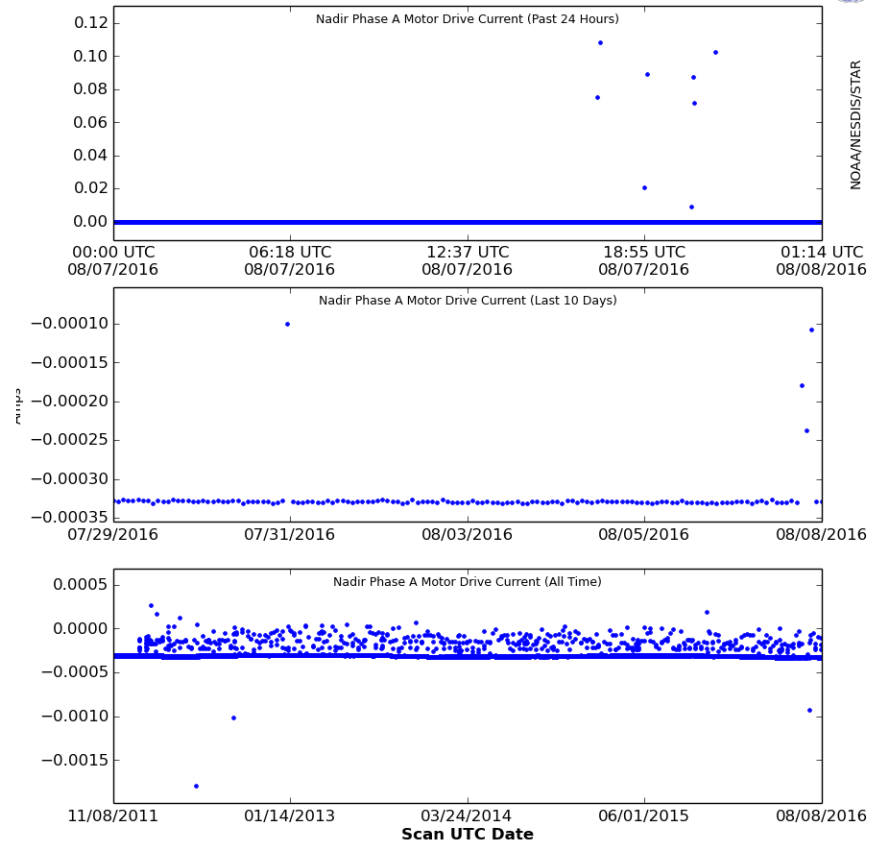 Nadir Phase A Motor Drive Current (Past 24 Hours)
0.12
0.10
0.08
0.06
0.04
0.02
0.00
00:00 UTC 06:18 UTC 12:37 UTC 18:55 UTC 01:14 UTC
08/07/2016 08/07/2016 08/07/2016 08/07/2016 08/08/2016
NOAA/NESDIS/STAR
Nadir Phase A Motor Drive Current (Last 10 Days)
−0.00010
−0.00015
−0.00020
−0.00025
−0.00030
−0.00035
Amps
07/29/2016 07/31/2016 08/03/2016 08/05/2016 08/08/2016
Nadir Phase A Motor Drive Current (All Time)
0.0005
0.0000
−0.0005
−0.0010
−0.0015
11/08/2011 01/14/2013 03/24/2014 06/01/2015 08/08/2016
Scan UTC Date